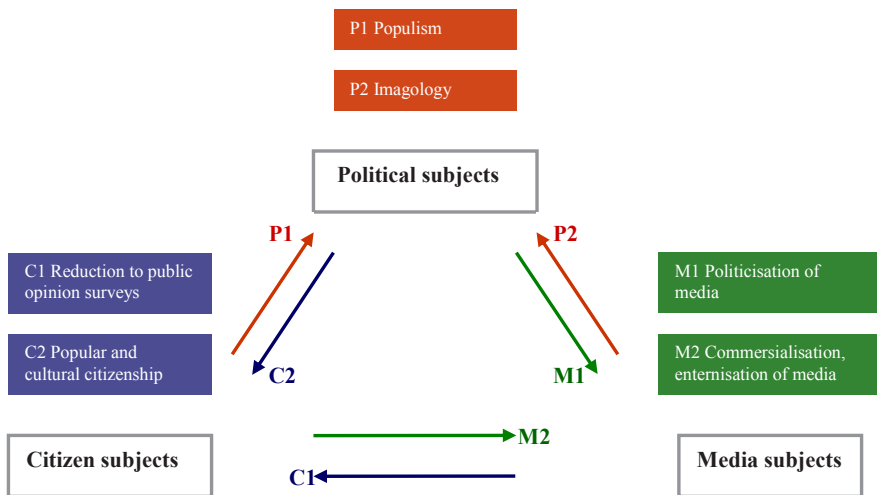 P1 Populism
P2 Imagology
Political subjects
P1
P2
C1 Reduction to public
opinion surveys
M1 Politicisation of
media
C2 Popular and
cultural citizenship
C2
M1
M2 Commersialisation,
enternisation of media
M2
Citizen subjects
C1
Media subjects